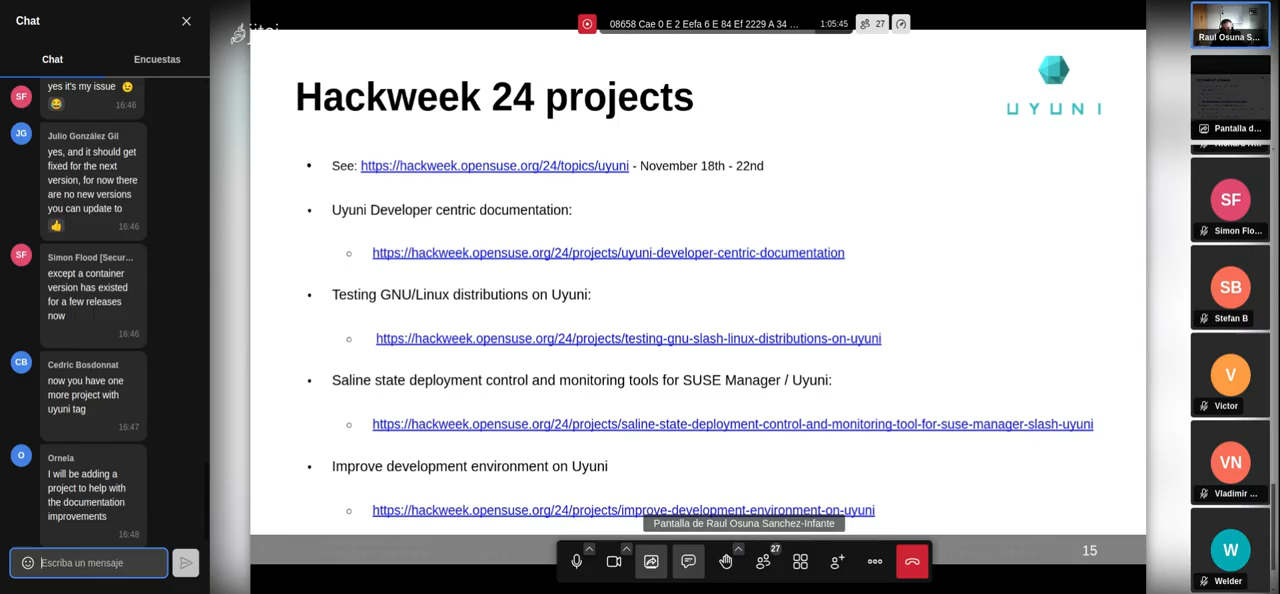 Chat
Chat
Encuestas
SF
yes it's my issue 😉
😂
16:46
JG
Julio González Gil
yes, and it should get
fixed for the next
version, for now there
are no new versions
you can update to
👍
16:46
SF
Simon Flood [Secur...
except a container
version has existed
for a few releases
now
16:46
CB
Cedric Bosdonnat
now you have one
more project with
uyuni tag
16:47
O
Ornela
I will be adding a
project to help with
the documentation
improvements
16:48
Escriba un mensaje
jitsi
08658 Cae 0 E 2 Eefa 6 E 84 Ef 2229 A 34 ...
1:05:45
27
Hackweek 24 projects
UYUNI
• See: https://hackweek.opensuse.org/24/topics/uyuni - November 18th - 22nd
• Uyuni Developer centric documentation:
○ https://hackweek.opensuse.org/24/projects/uyuni-developer-centric-documentation
• Testing GNU/Linux distributions on Uyuni:
○ https://hackweek.opensuse.org/24/projects/testing-gnu-slash-linux-distributions-on-uyuni
• Saline state deployment control and monitoring tools for SUSE Manager / Uyuni:
○ https://hackweek.opensuse.org/24/projects/saline-state-deployment-control-and-monitoring-tool-for-suse-manager-slash-uyuni
• Improve development environment on Uyuni
○ https://hackweek.opensuse.org/24/projects/improve-development-environment-on-uyuni
Pantalla de Raul Osuna Sanchez-Infante
15
27
Raul Osuna S...
Pantalla d...
SF
Simon Flo...
SB
Stefan B
V
Victor
VN
Vladimir ...
W
Welder